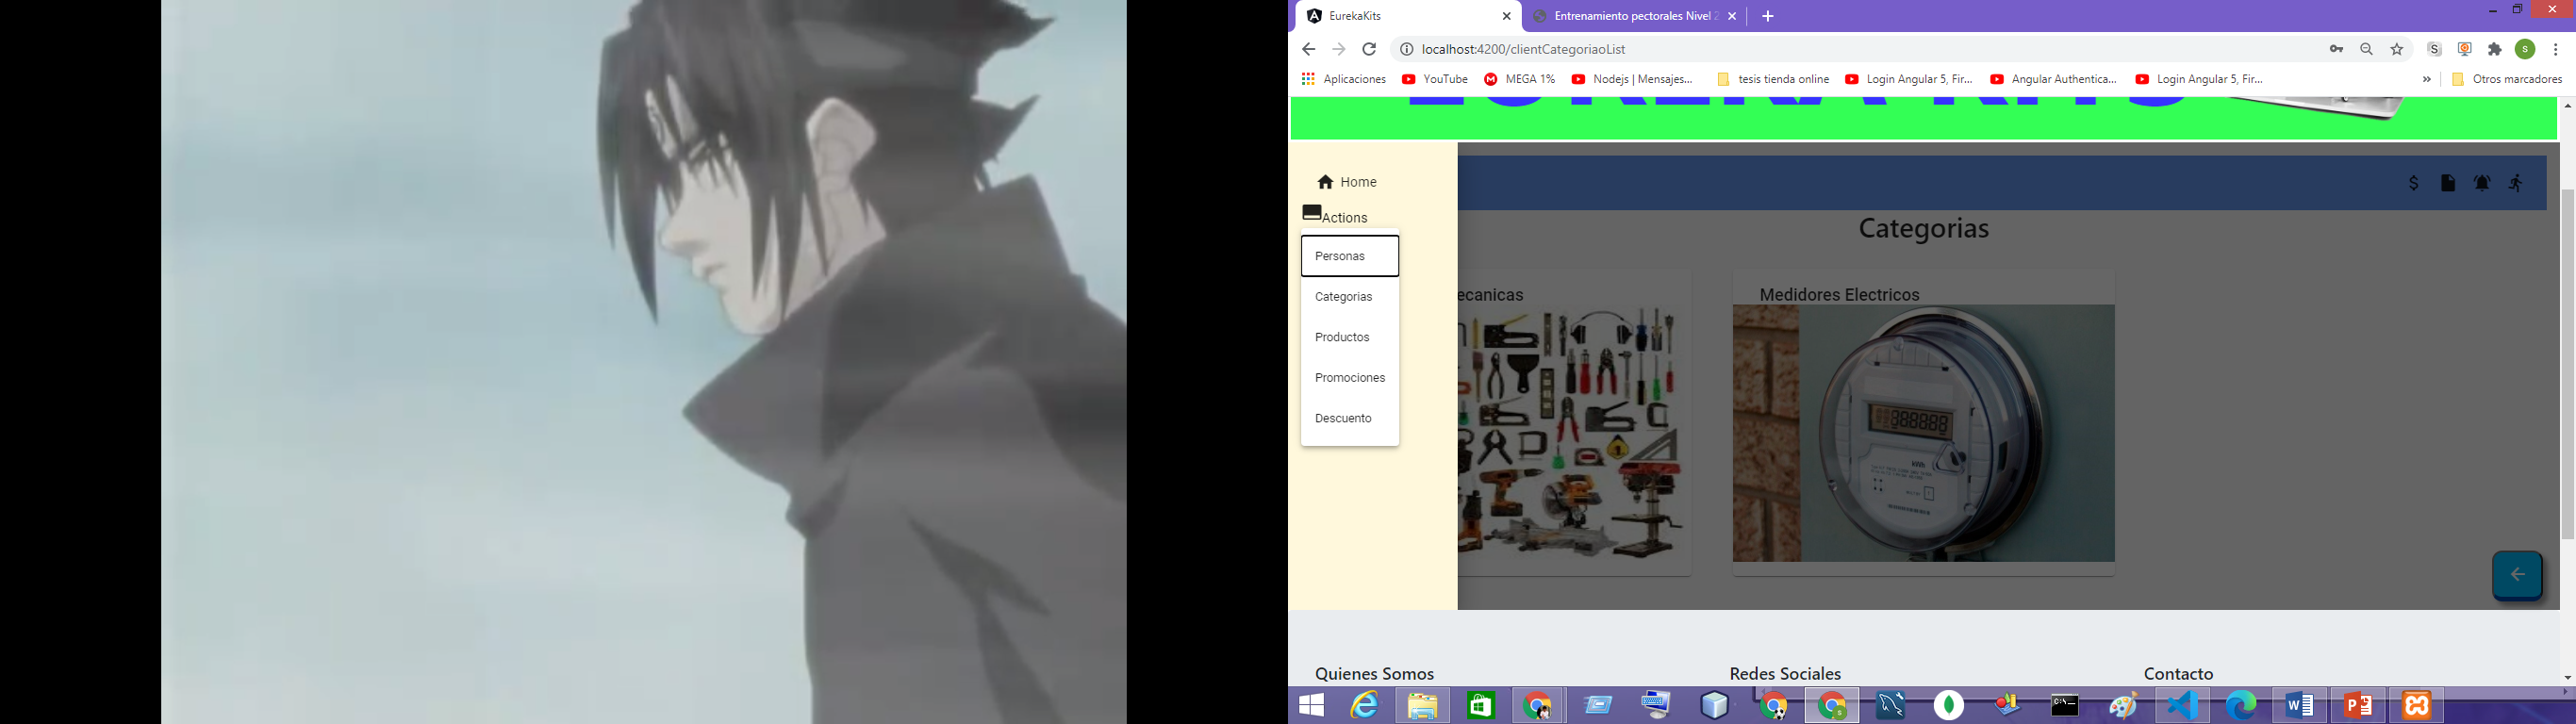 EurekaKits
Entrenamiento pectorales Nivel 2
localhost:4200/clientCategoriaoList
Aplicaciones
YouTube
MEGA 1%
Nodejs | Mensajes...
tesis tienda online
Login Angular 5, Fir...
Angular Authentica...
Login Angular 5, Fir...
»
Otros marcadores
Home
Actions
Personas
Categorias
Productos
Promociones
Descuento
Categorias
ecanicas
Medidores Electricos
kWh
Quienes Somos
Redes Sociales
Contacto